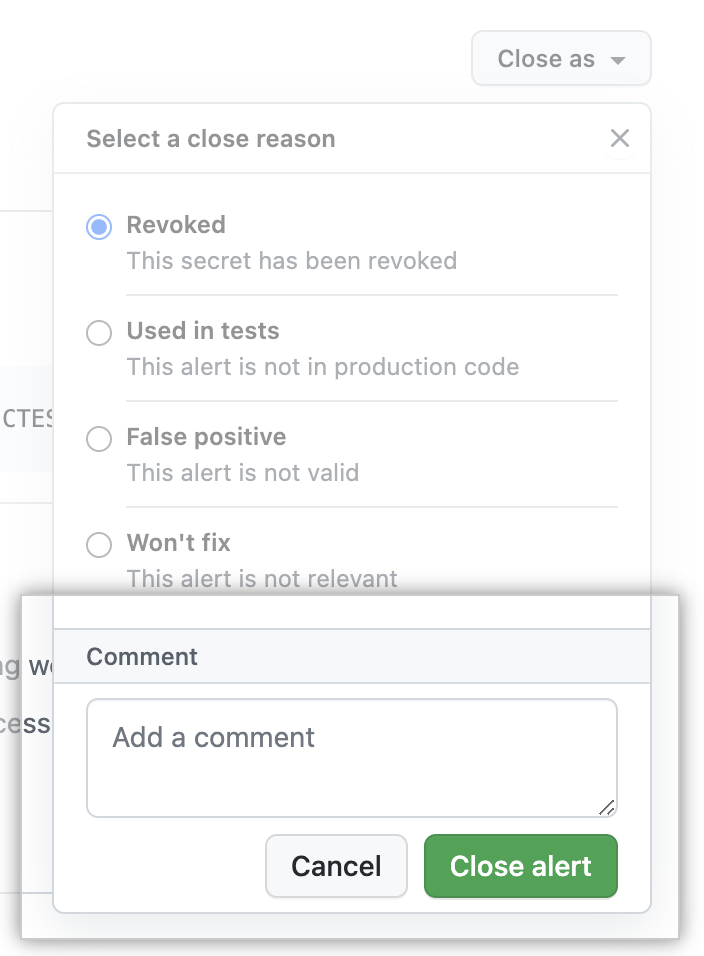 Close as
Select a close reason
Revoked
This secret has been revoked
Used in tests
This alert is not in production code
CTES
False positive
This alert is not valid
Won't fix
This alert is not relevant
Comment
Add a comment
cess
Cancel
Close alert